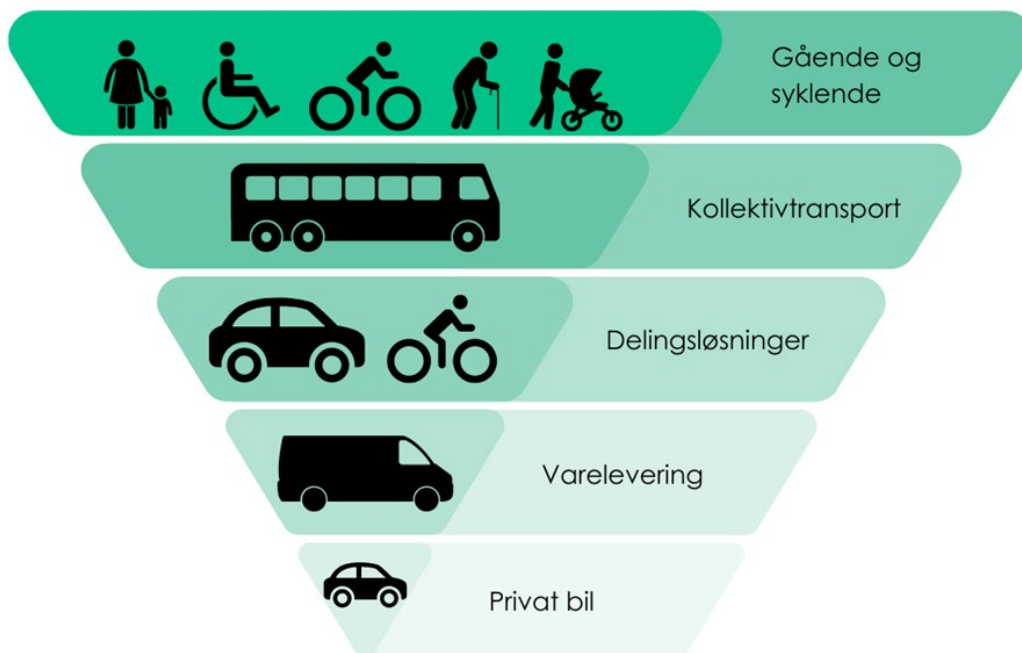 Gående og
syklende
Kollektivtransport
Delingsløsninger
Varelevering
Privat bil